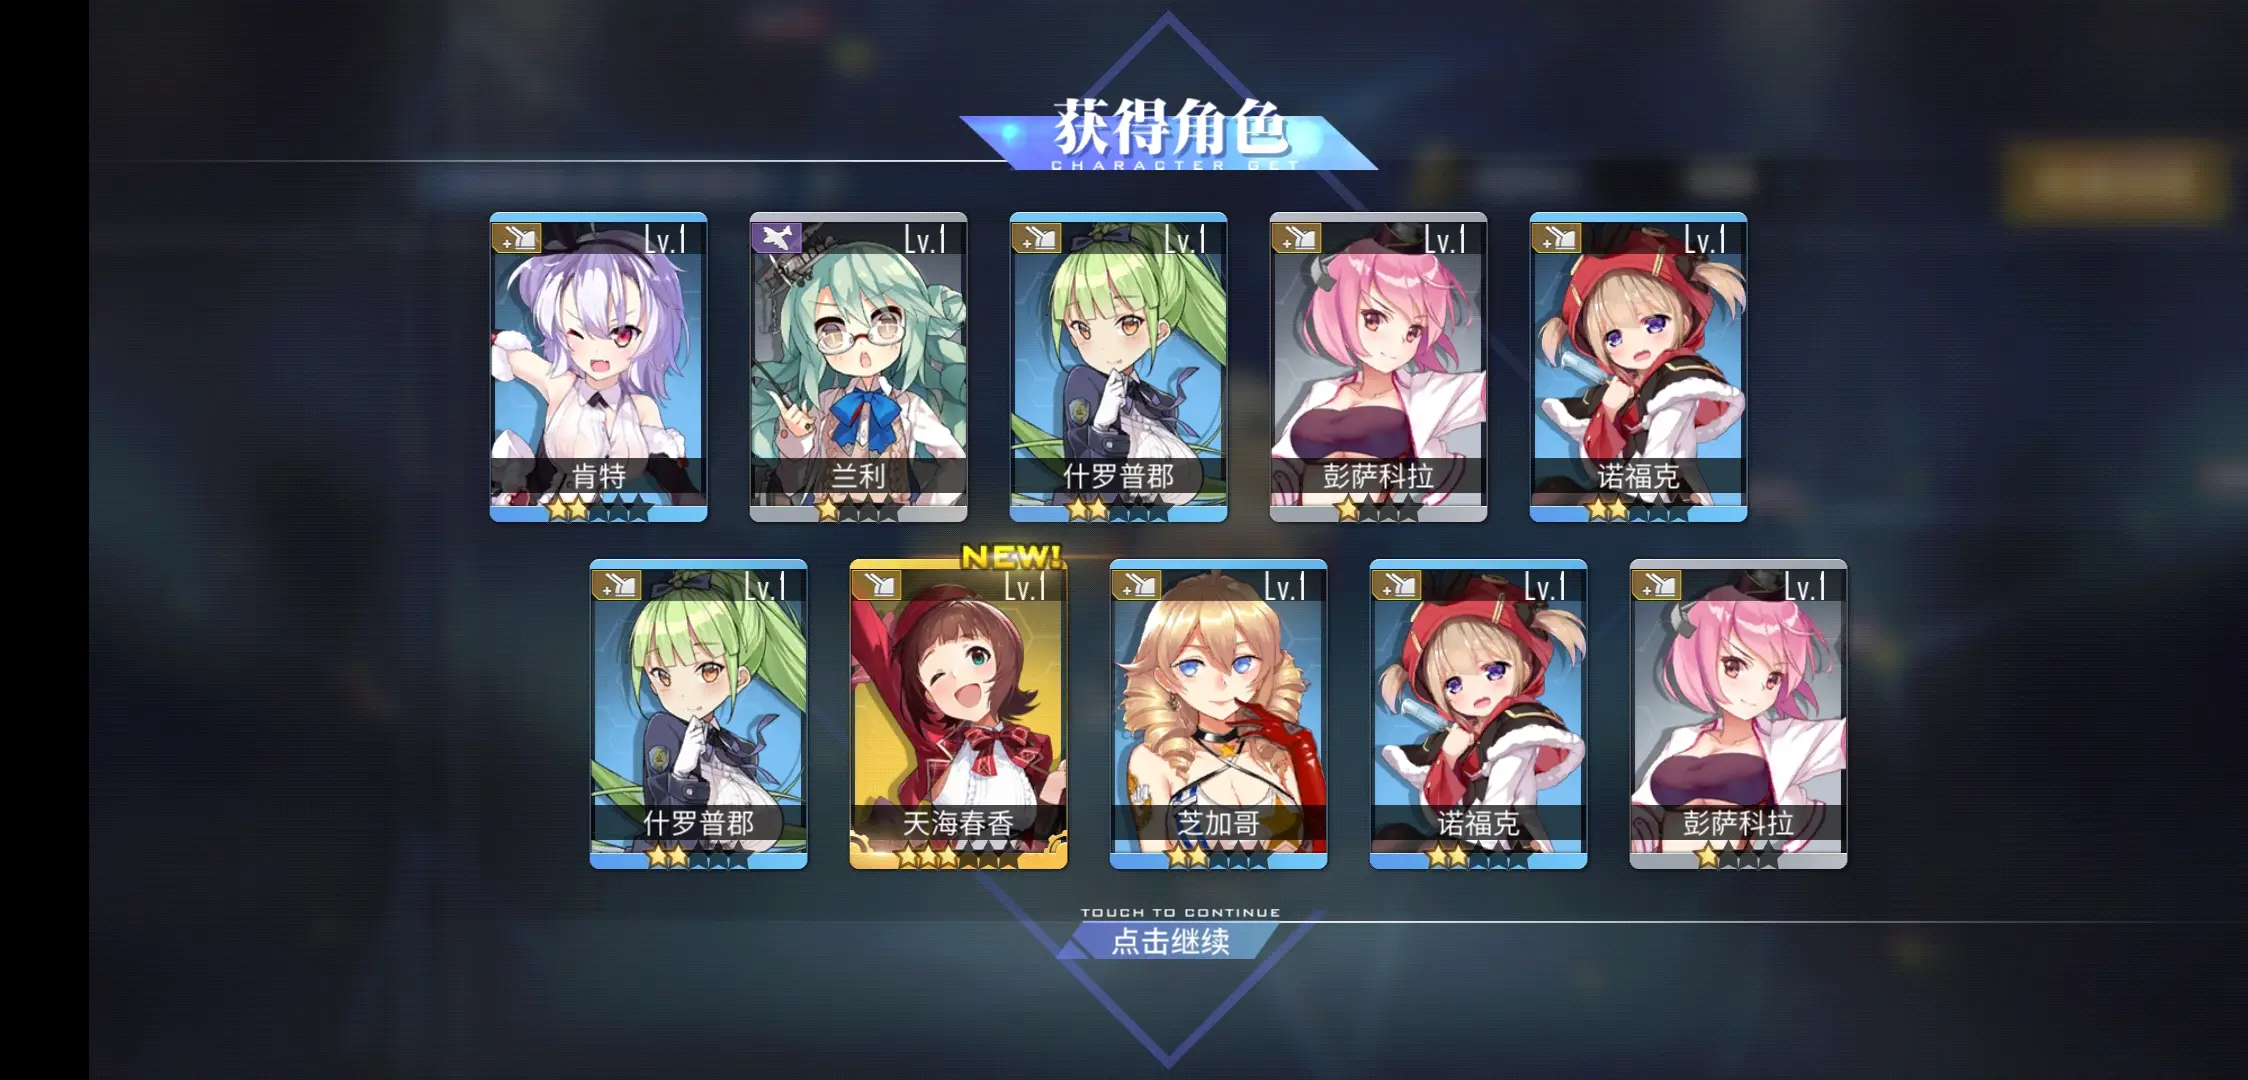 获得角色
CHARACTER GET
Lv.1
Lv.1
Lv.1
Lv.1
Lv.1
肯特
兰利
什罗普郡
彭萨科拉
诺福克
NEW!
Lv.1
Lv.1
Lv.1
Lv.1
Lv.1
什罗普郡
天海春香
芝加哥
诺福克
彭萨科拉
TOUCH TO CONTINUE
点击继续